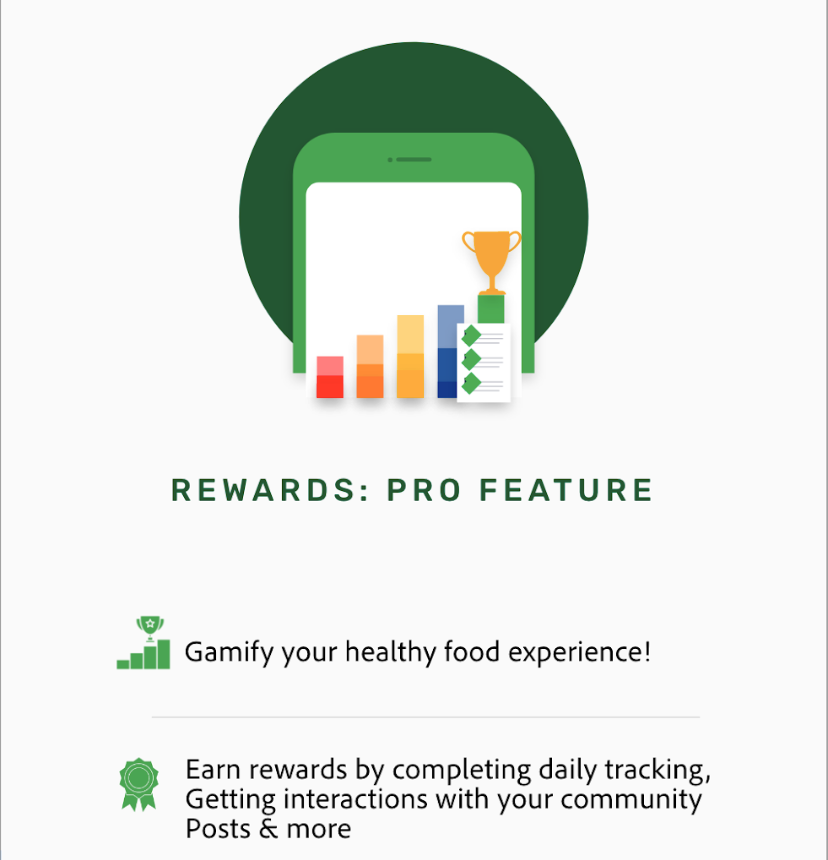 REWARDS: PRO FEATURE
Gamify your healthy food experience!
Earn rewards by completing daily tracking,
Getting interactions with your community
Posts & more